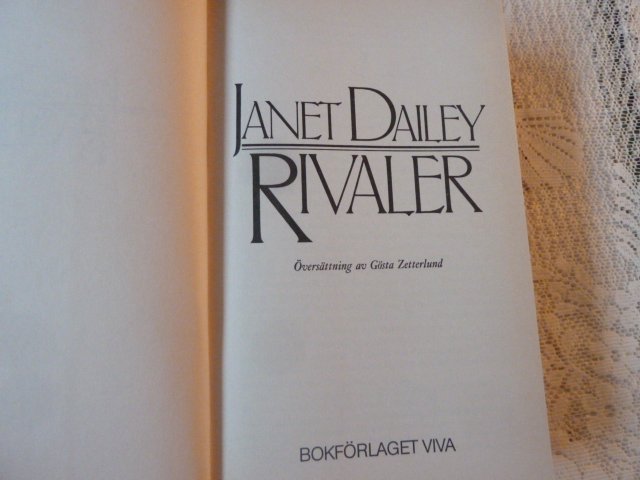 JANET DAILEY
RIVALER
Översättning av Gösta Zetterlund
BOKFÖRLAGET VIVA